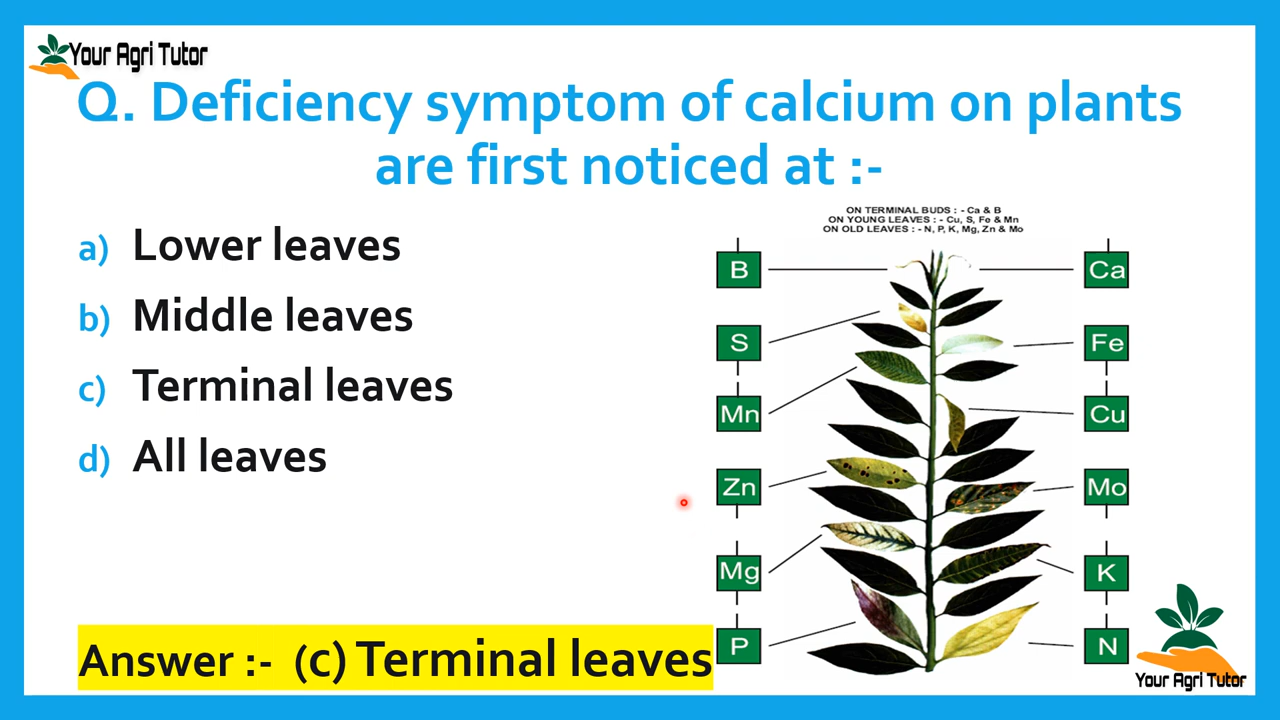 Your Agri Tutor
Q. Deficiency symptom of calcium on plants
are first noticed at :-
a) Lower leaves
b) Middle leaves
c) Terminal leaves
d) All leaves
Answer :- (c) Terminal leaves
ON TERMINAL BUDS : - Ca & B
ON YOUNG LEAVES : - Cu, S, Fe & Mn
ON OLD LEAVES : - N, P, K, Mg, Zn & Mo
B
Ca
S
Fe
Mn
Cu
Zn
Mo
Mg
K
P
N
Your Agri Tutor